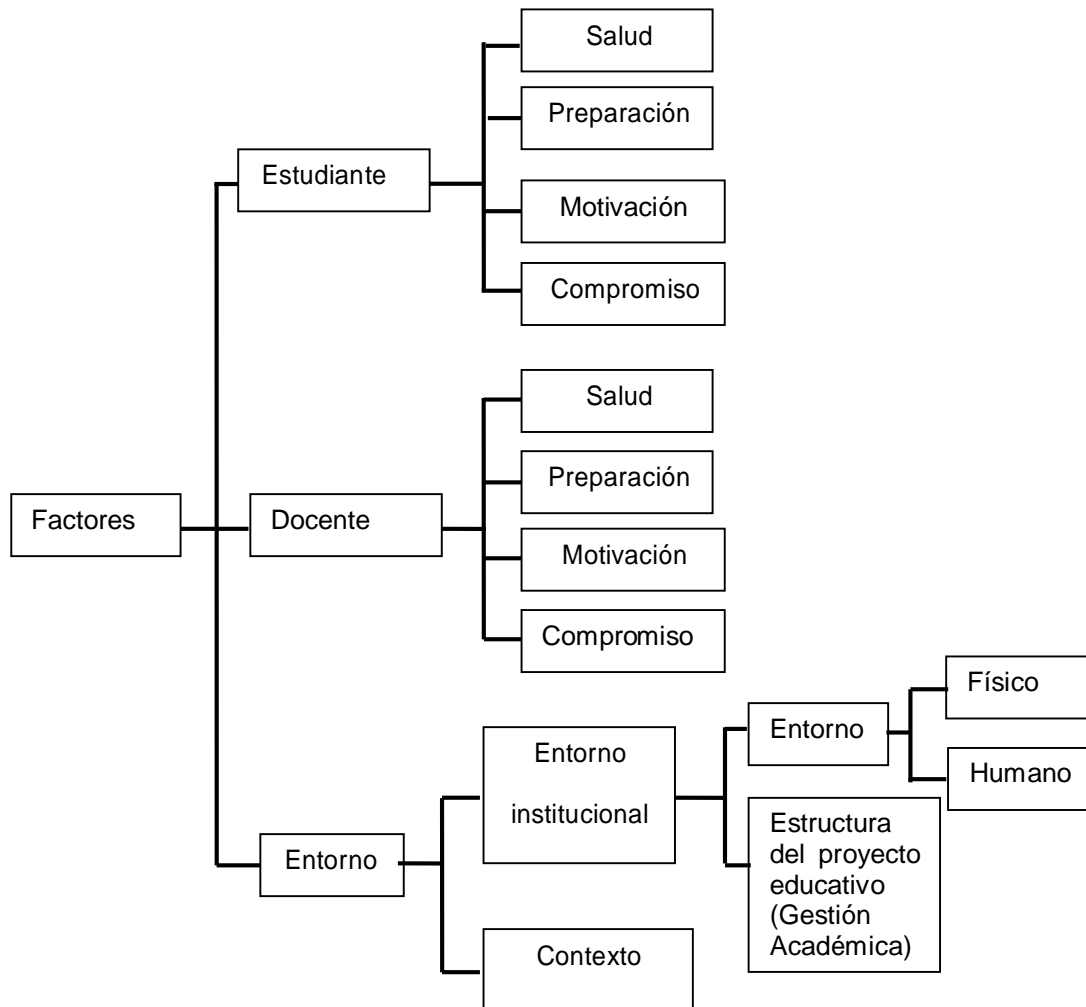 Salud
Preparación
Estudiante
Motivación
Compromiso
Salud
Preparación
Factores
Docente
Motivación
Compromiso
Físico
Entorno
Entorno
institucional
Humano
Estructura
del proyecto
educativo
(Gestión
Académica)
Entorno
Contexto